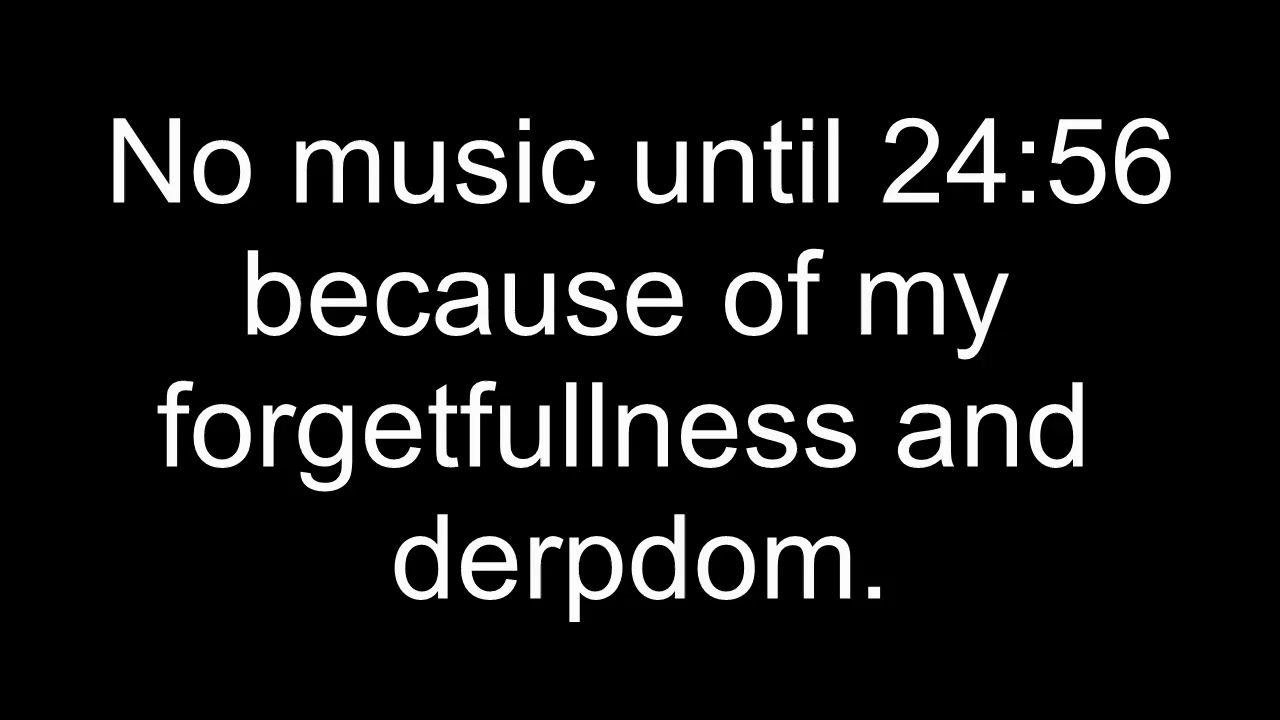 No music until 24:56
because of my
forgetfullness and
derpdom.